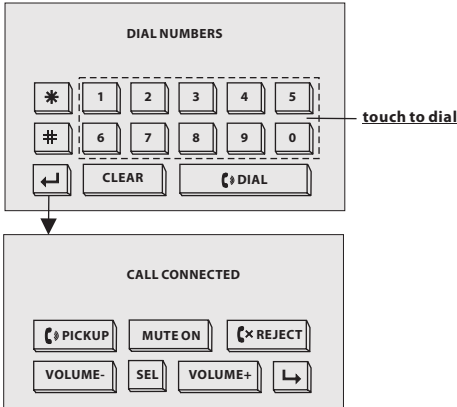 DIAL NUMBERS
* 1 2 3 4 5
touch to dial
# 6 7 8 9 0
CLEAR DIAL
CALL CONNECTED
PICKUP MUTE ON REJECT
VOLUME- SEL VOLUME+